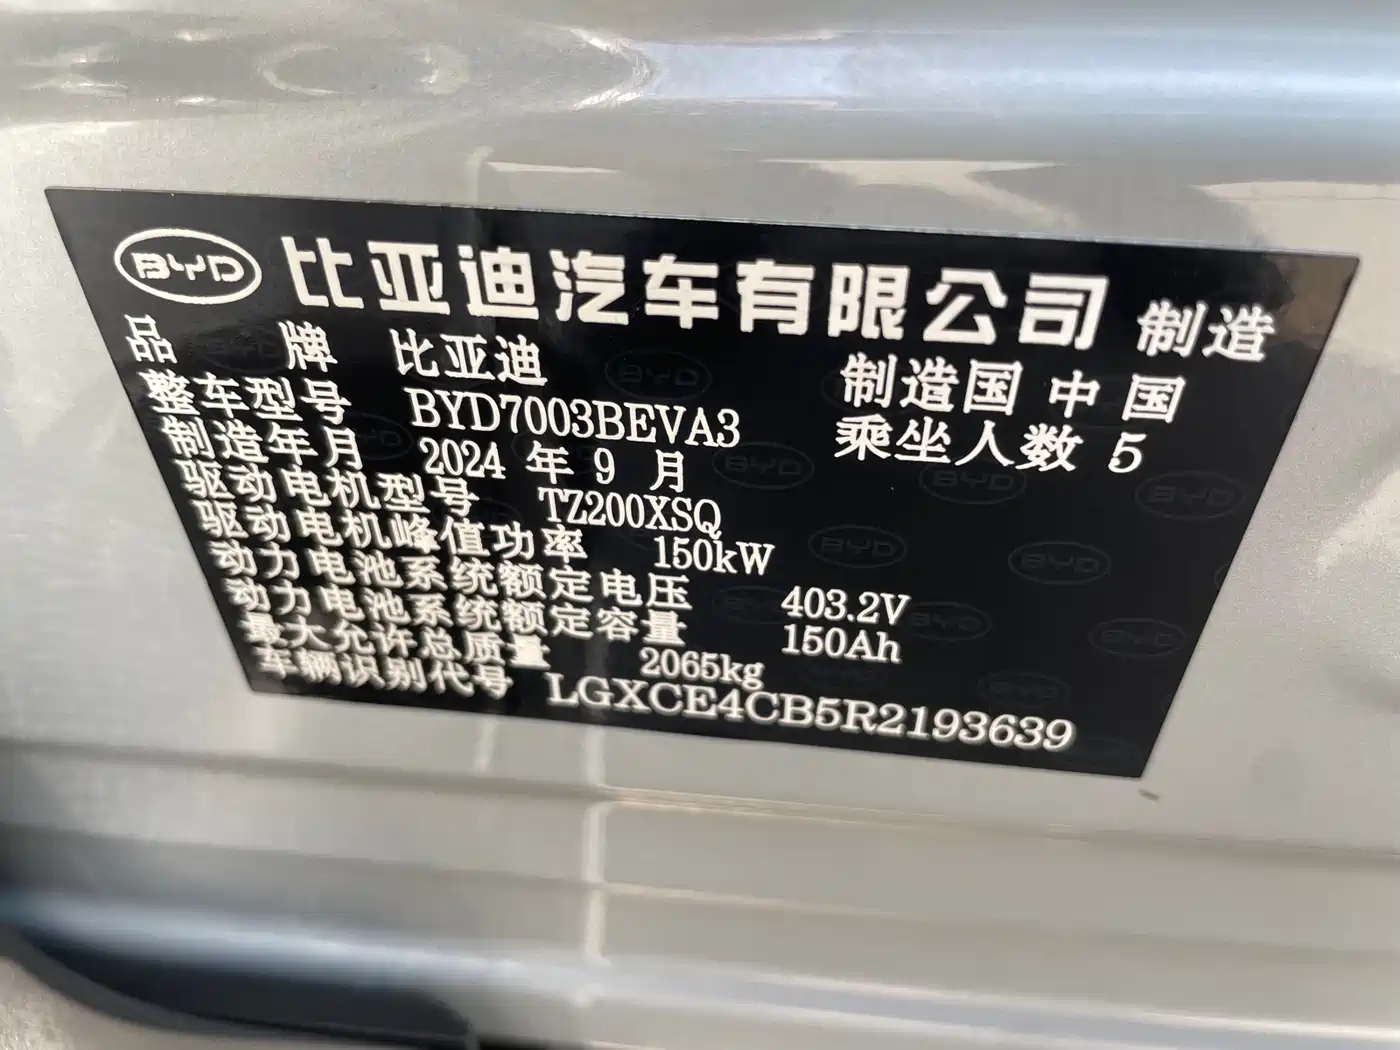 BYD 比亚迪汽车有限公司 制造
品 牌 比亚迪 制造国 中国
整车型号 BYD7003BEVA3 乘坐人数 5
制造年月 2024 年 9 月
驱动电机型号 TZ200XSQ
驱动电机峰值功率 150kW
动力电池系统额定电压 403.2V
动力电池系统额定容量 150Ah
最大允许总质量 2065kg
车辆识别代号 LGXCE4CB5R2193639